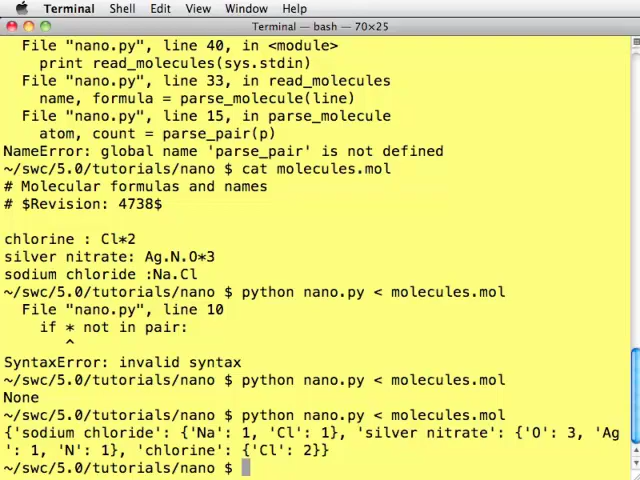 Terminal Shell Edit View Window Help
Terminal — bash — 70×25
File "nano.py", line 40, in <module>
print read_molecules(sys.stdin)
File "nano.py", line 33, in read_molecules
name, formula = parse_molecule(line)
File "nano.py", line 15, in parse_molecule
atom, count = parse_pair(p)
NameError: global name 'parse_pair' is not defined
~/swc/5.0/tutorials/nano $ cat molecules.mol
# Molecular formulas and names
# $Revision: 4738$
chlorine : Cl*2
silver nitrate: Ag.N.O*3
sodium chloride :Na.Cl
~/swc/5.0/tutorials/nano $ python nano.py < molecules.mol
File "nano.py", line 10
if * not in pair:
^
SyntaxError: invalid syntax
~/swc/5.0/tutorials/nano $ python nano.py < molecules.mol
None
~/swc/5.0/tutorials/nano $ python nano.py < molecules.mol
{'sodium chloride': {'Na': 1, 'Cl': 1}, 'silver nitrate': {'O': 3, 'Ag
': 1, 'N': 1}, 'chlorine': {'Cl': 2}}
~/swc/5.0/tutorials/nano $